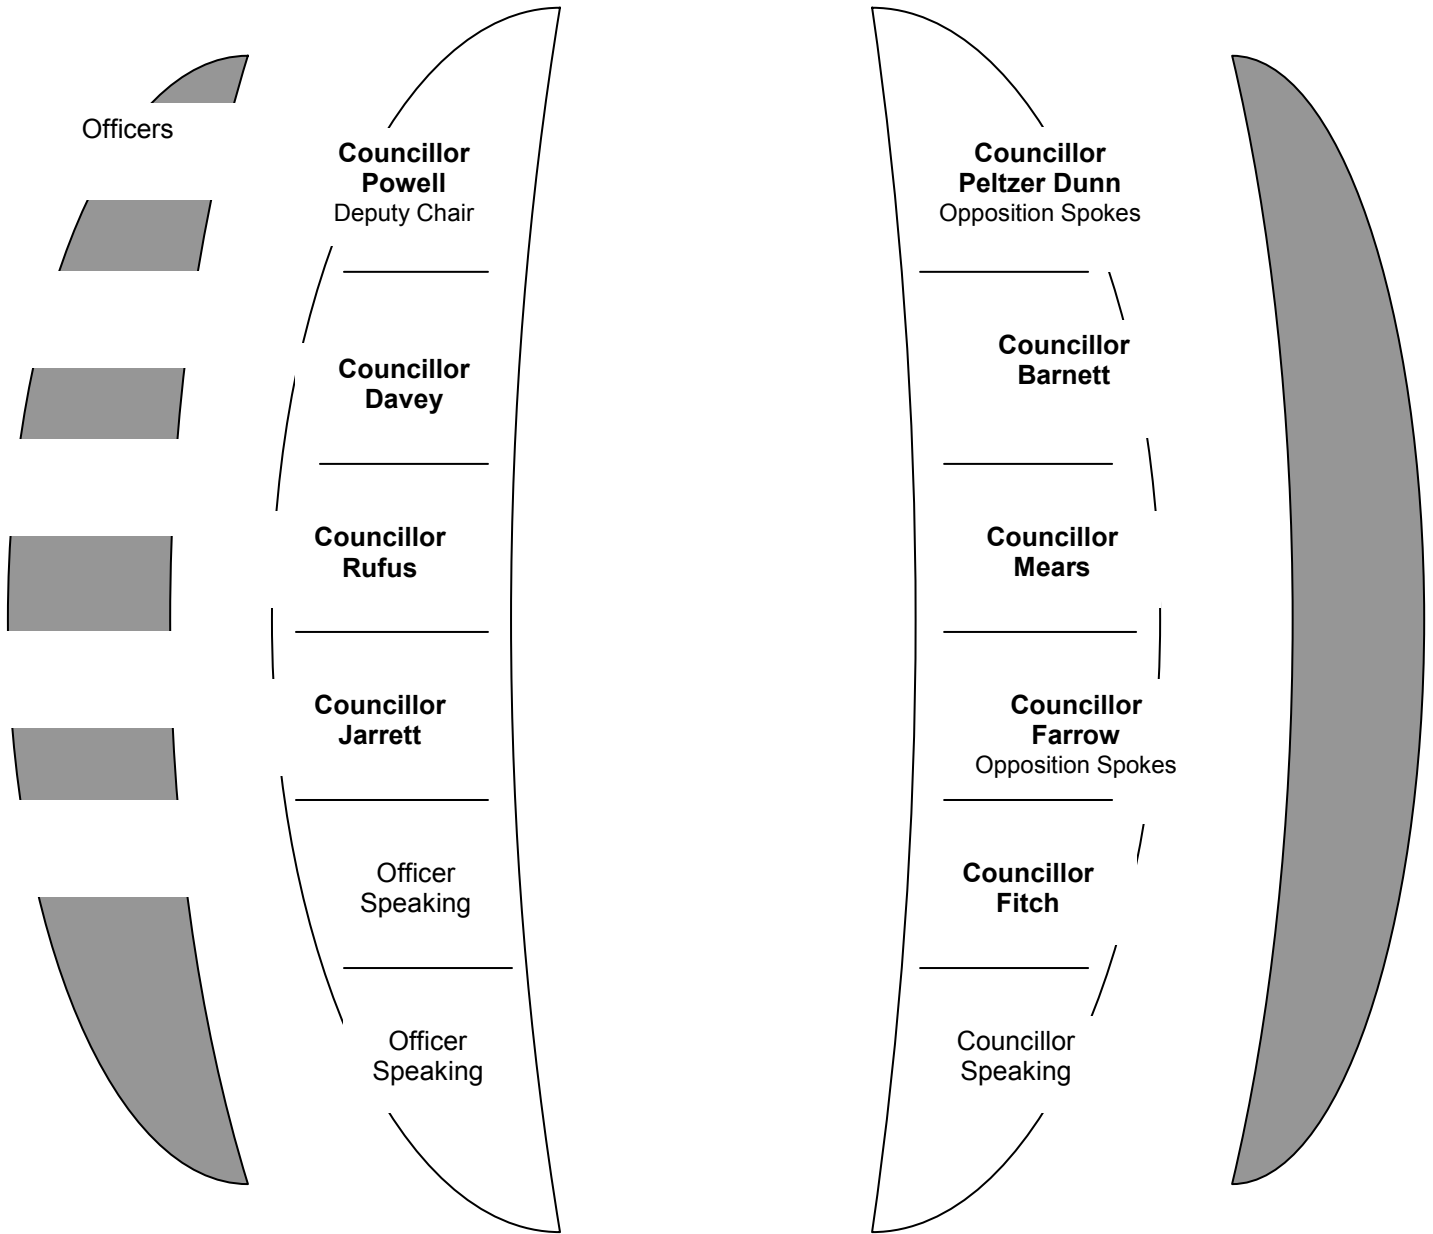 Officers
Councillor
Powell
Deputy Chair
Councillor
Davey
Councillor
Rufus
Councillor
Jarrett
Officer
Speaking
Officer
Speaking
Councillor
Peltzer Dunn
Opposition Spokes
Councillor
Barnett
Councillor
Mears
Councillor
Farrow
Opposition Spokes
Councillor
Fitch
Councillor
Speaking